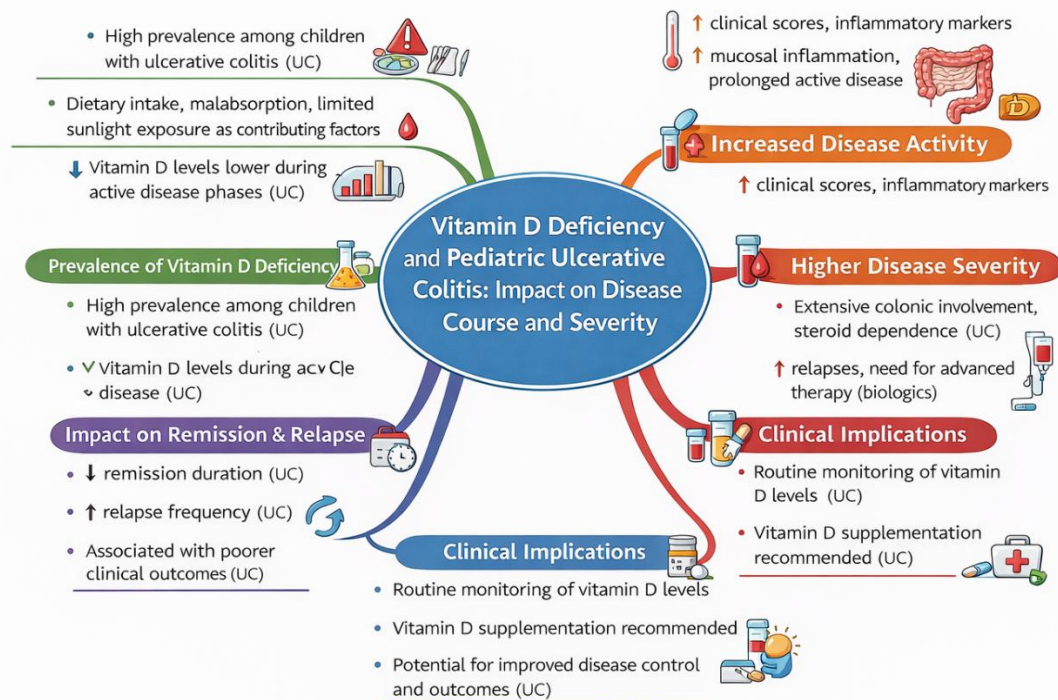 • High prevalence among children
with ulcerative colitis (UC)
• Dietary intake, malabsorption, limited
sunlight exposure as contributing factors
↓ Vitamin D levels lower during
active disease phases (UC)
Prevalence of Vitamin D Deficiency
• High prevalence among children
with ulcerative colitis (UC)
• ✓ Vitamin D levels during acv C|e
disease (UC)
Impact on Remission & Relapse
• ↓ remission duration (UC)
• ↑ relapse frequency (UC)
• Associated with poorer
clinical outcomes (UC)
Vitamin D Deficiency
and Pediatric Ulcerative
Colitis: Impact on Disease
Course and Severity
↑ clinical scores, inflammatory markers
↑ mucosal inflammation,
prolonged active disease
D
Increased Disease Activity
↑ clinical scores, inflammatory markers
Higher Disease Severity
• Extensive colonic involvement,
steroid dependence (UC)
↑ relapses, need for advanced
therapy (biologics)
Clinical Implications
• Routine monitoring of vitamin
D levels (UC)
• Vitamin D supplementation
recommended (UC)
Clinical Implications
• Routine monitoring of vitamin D levels
• Vitamin D supplementation recommended
• Potential for improved disease control
and outcomes (UC)